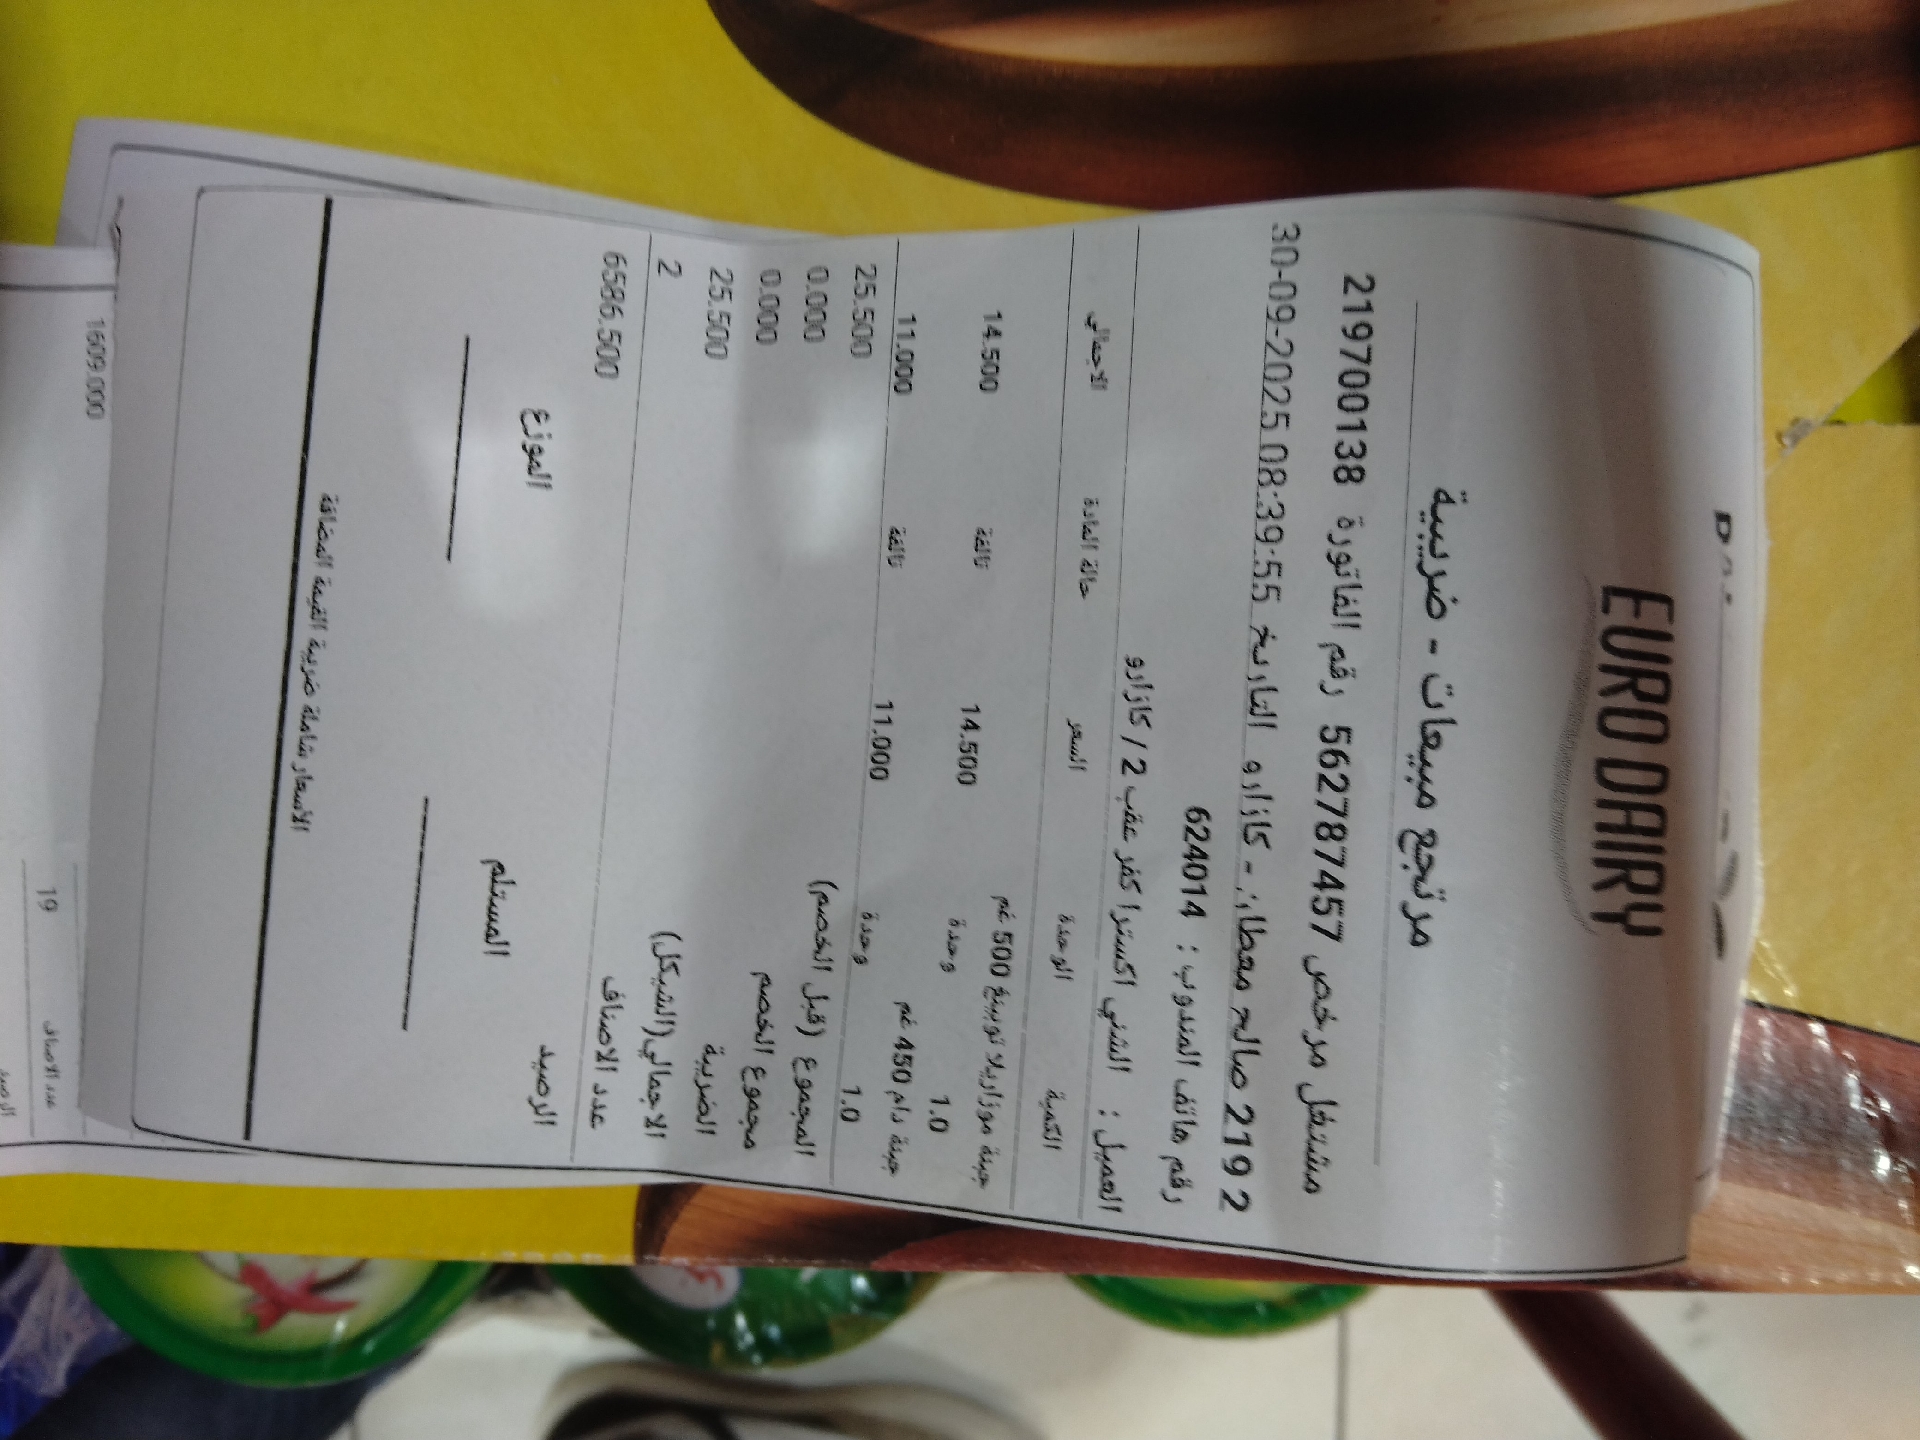 EURO DAIRY
مرتجع مبيعات - ضريبية
مشتغل مرخص 562787457 رقم الفاتورة 219700138
2 219 صالح معطان - كازارو التاريخ 30-09-2025 08:39:55
رقم هاتف المندوب : 624014
العميل : الشني اكسترا كفر عقب 2 / كازارو
الكمية الوحدة السعر حالة المادة الاجمالي
جبنة موزاريلا توبينغ 500 غم
1.0 وحدة 14.500 تالفة 14.500
جبنة دام 450 غم
1.0 وحدة 11.000 تالفة 11.000
المجموع (قبل الخصم) 25.500
مجموع الخصم 0.000
الضريبة 0.000
الاجمالي(الشيكل) 25.500
عدد الاصناف 2
الرصيد 6586.500
المستلم الموزع
الاسعار شاملة ضريبة القيمة المضافة
19
عدد الاصناف
الرصيد
1609.000